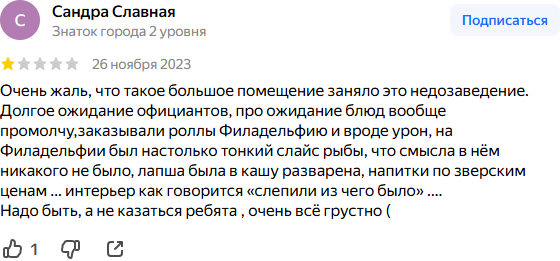 С
Сандра Славная
Знаток города 2 уровня
Подписаться
26 ноября 2023
Очень жаль, что такое большое помещение заняло это недозаведение.
Долгое ожидание официантов, про ожидание блюд вообще
промолчу,заказывали роллы Филадельфию и вроде урон, на
Филадельфии был настолько тонкий слайс рыбы, что смысла в нём
никакого не было, лапша была в кашу разварена, напитки по зверским
ценам ... интерьер как говорится «слепили из чего было» ....
Надо быть, а не казаться ребята , очень всё грустно (
1